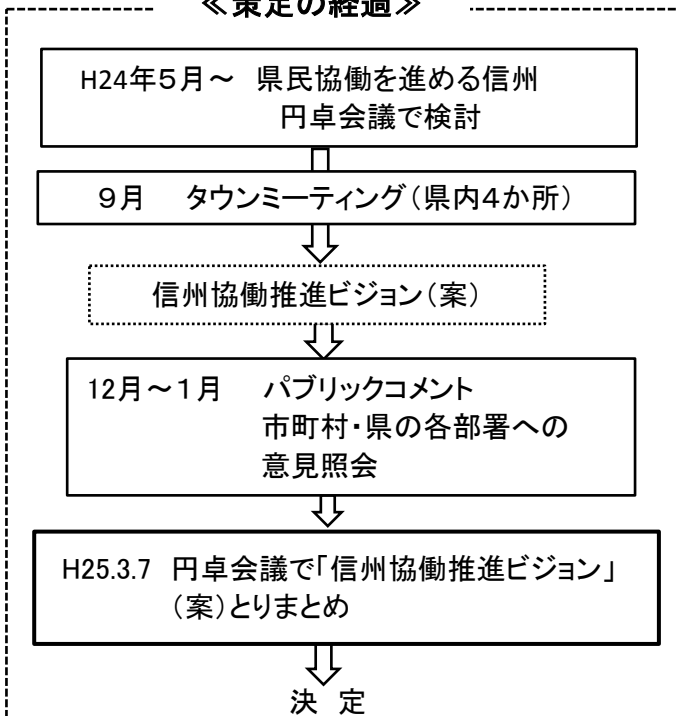 ≪策定の経過≫
H24年5月～ 県民協働を進める信州
円卓会議で検討
9月 タウンミーティング(県内4か所)
信州協働推進ビジョン(案)
12月～1月 パブリックコメント
市町村・県の各部署への
意見照会
H25.3.7 円卓会議で「信州協働推進ビジョン」
(案)とりまとめ
決 定